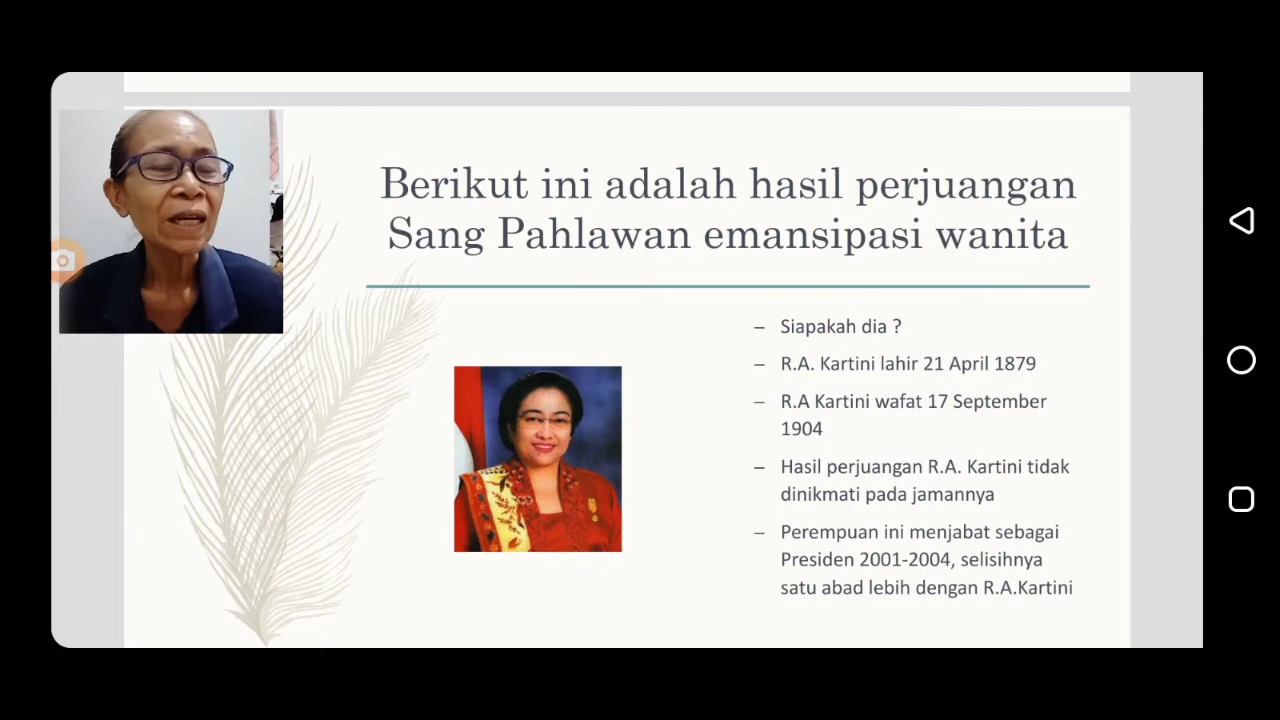 Berikut ini adalah hasil perjuangan
Sang Pahlawan emansipasi wanita
– Siapakah dia ?
– R.A. Kartini lahir 21 April 1879
– R.A Kartini wafat 17 September
1904
– Hasil perjuangan R.A. Kartini tidak
dinikmati pada jamannya
– Perempuan ini menjabat sebagai
Presiden 2001-2004, selisihnya
satu abad lebih dengan R.A.Kartini